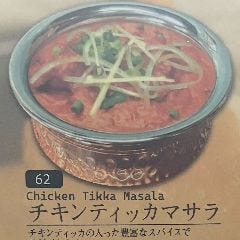 62
Chicken Tikka Masala
チキンティッカマサラ
チキンティッカの入った豊富なスパイスで